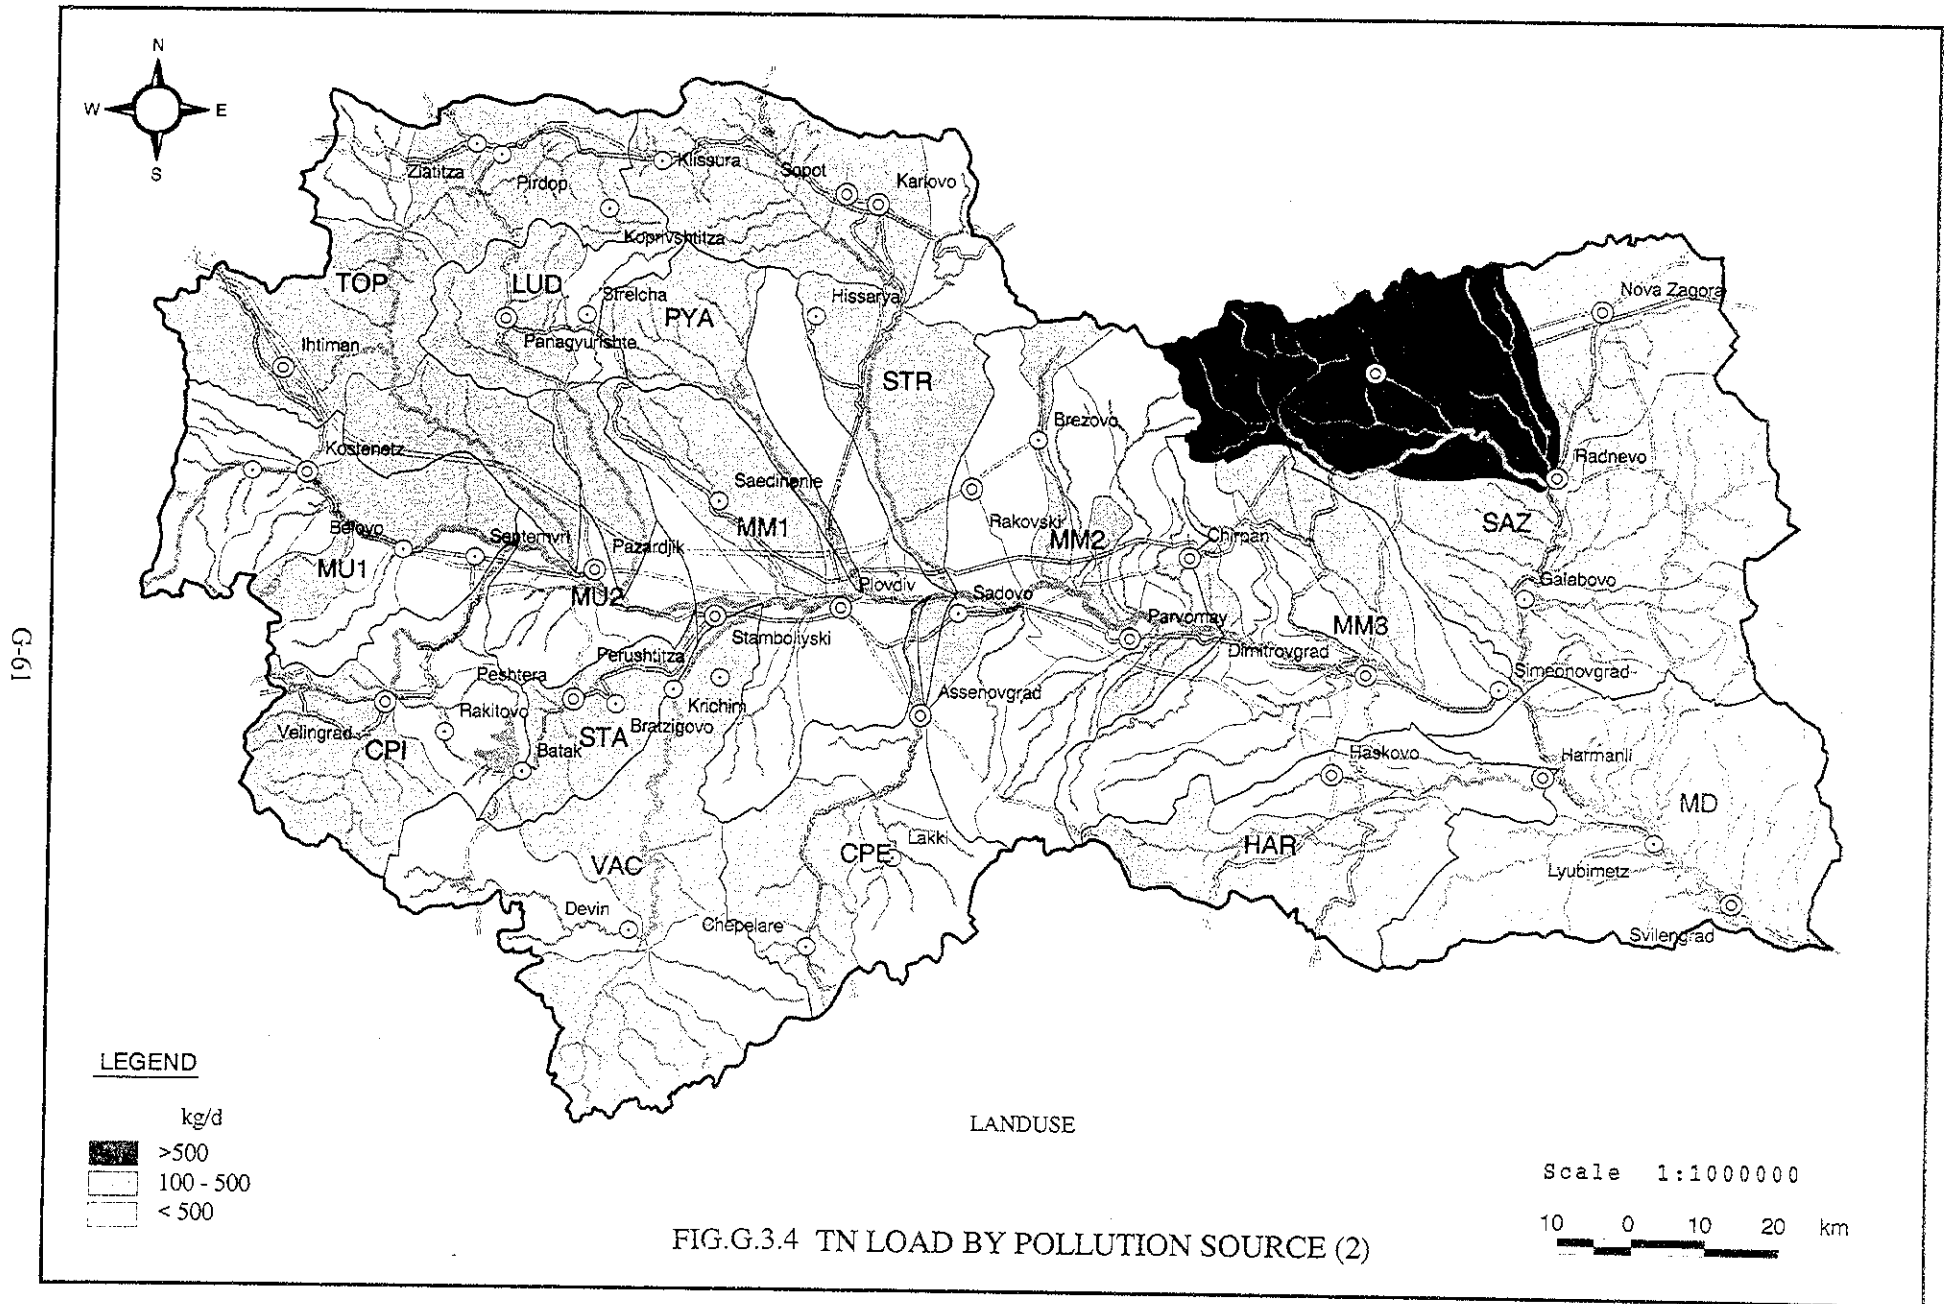 N
W E
S
Zlatitza
Pirdop
Klissura
Sopot
Karlovo
Koprivshtitza
TOP
LUD
Strelcha
PYA
Hissarya
Nova Zagora
Ihtiman
Panagyurishte
STR
Brezovo
Kostenetz
Radnevo
Saedinenie
Rakovski
SAZ
Belovo
Septemvri
Pazardjik
MM1
MM2
Chirpan
MU1
MU2
Plovdiv
Sadovo
Galabovo
Stamboliyski
Parvomay
MM3
Perushtitza
Dimitrovgrad
Peshtera
Simeonovgrad
Krichim
Assenovgrad
Velingrad
Rakitovo
CPI
Batak
STA
Bratzigovo
Haskovo
Harmanli
MD
VAC
CPE
Lakki
HAR
Lyubimetz
Devin
Chepelare
Svilengrad
G-61
LEGEND
kg/d
>500
100 - 500
< 500
LANDUSE
Scale 1:1000000
10 0 10 20 km
FIG.G.3.4 TN LOAD BY POLLUTION SOURCE (2)